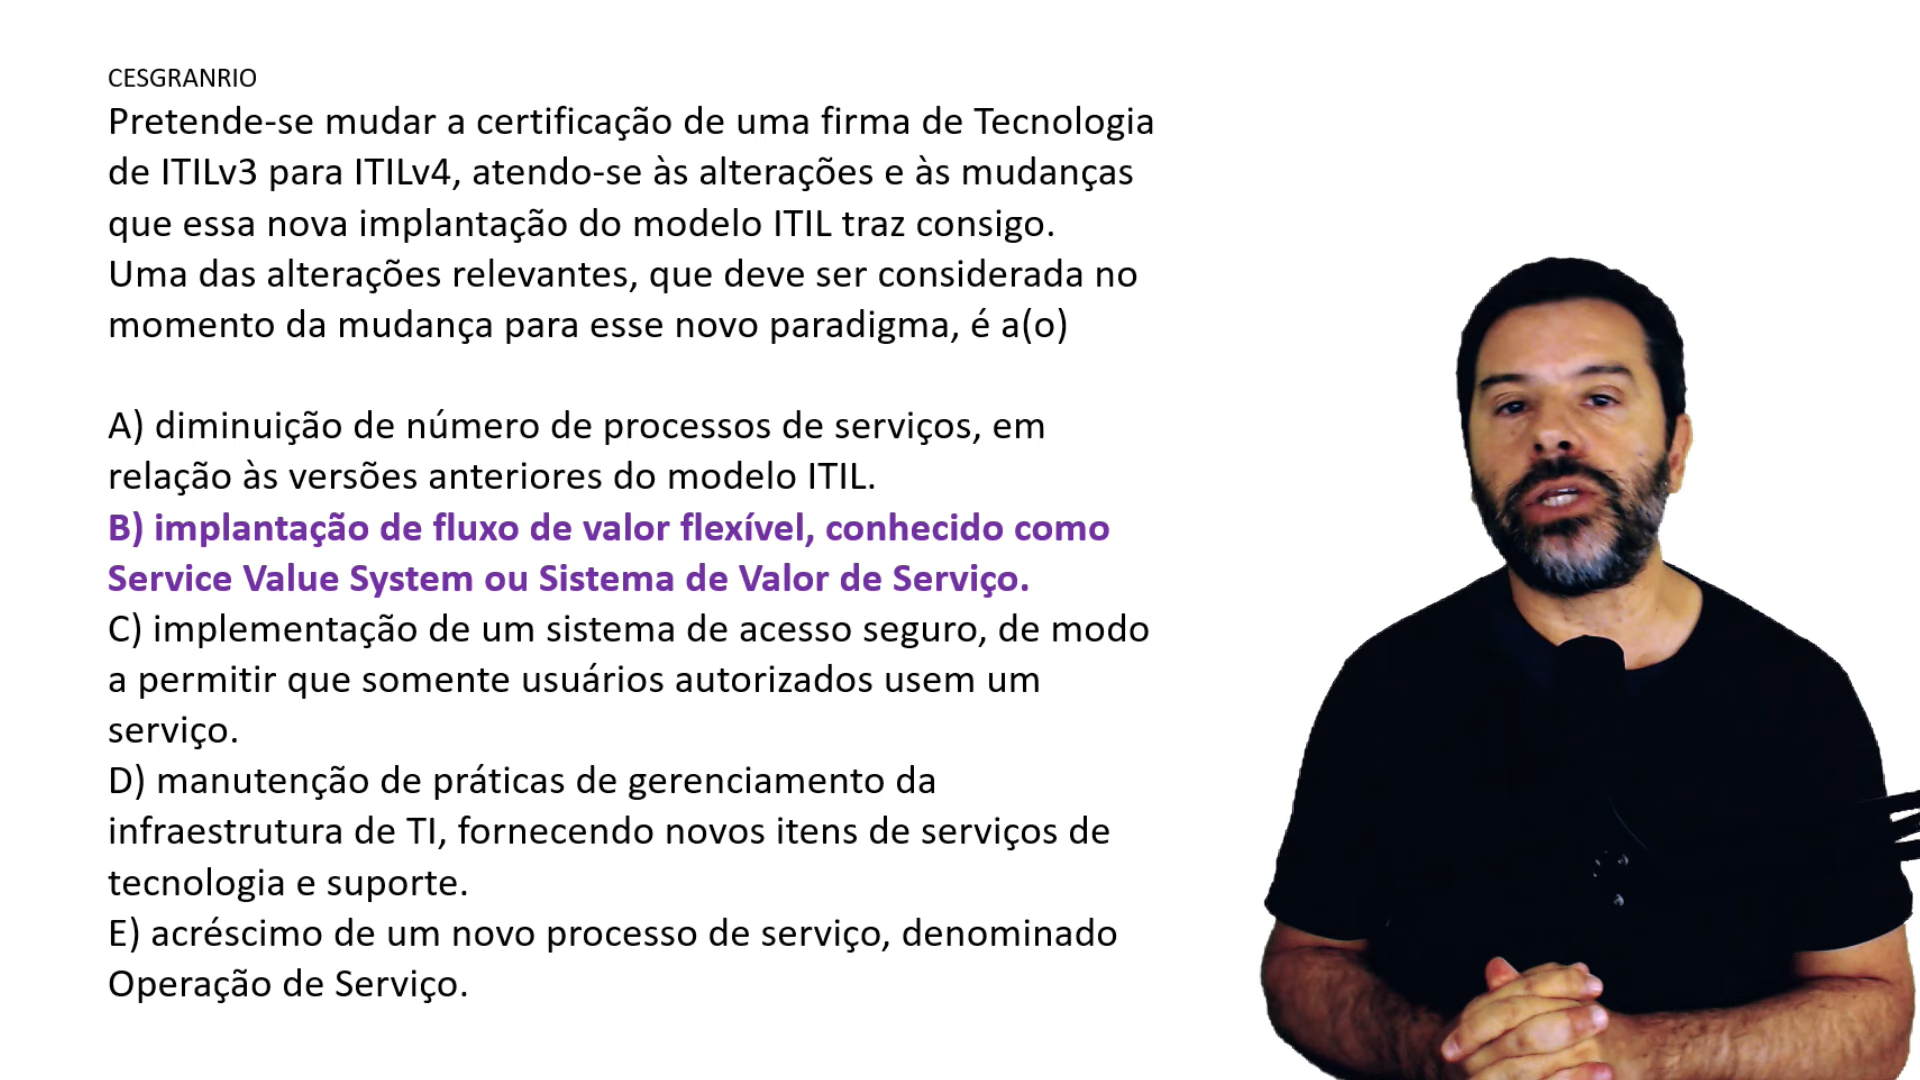 CESGRANRIO
Pretende-se mudar a certificação de uma firma de Tecnologia
de ITILv3 para ITILv4, atendo-se às alterações e às mudanças
que essa nova implantação do modelo ITIL traz consigo.
Uma das alterações relevantes, que deve ser considerada no
momento da mudança para esse novo paradigma, é a(o)
A) diminuição de número de processos de serviços, em
relação às versões anteriores do modelo ITIL.
B) implantação de fluxo de valor flexível, conhecido como
Service Value System ou Sistema de Valor de Serviço.
C) implementação de um sistema de acesso seguro, de modo
a permitir que somente usuários autorizados usem um
serviço.
D) manutenção de práticas de gerenciamento da
infraestrutura de TI, fornecendo novos itens de serviços de
tecnologia e suporte.
E) acréscimo de um novo processo de serviço, denominado
Operação de Serviço.